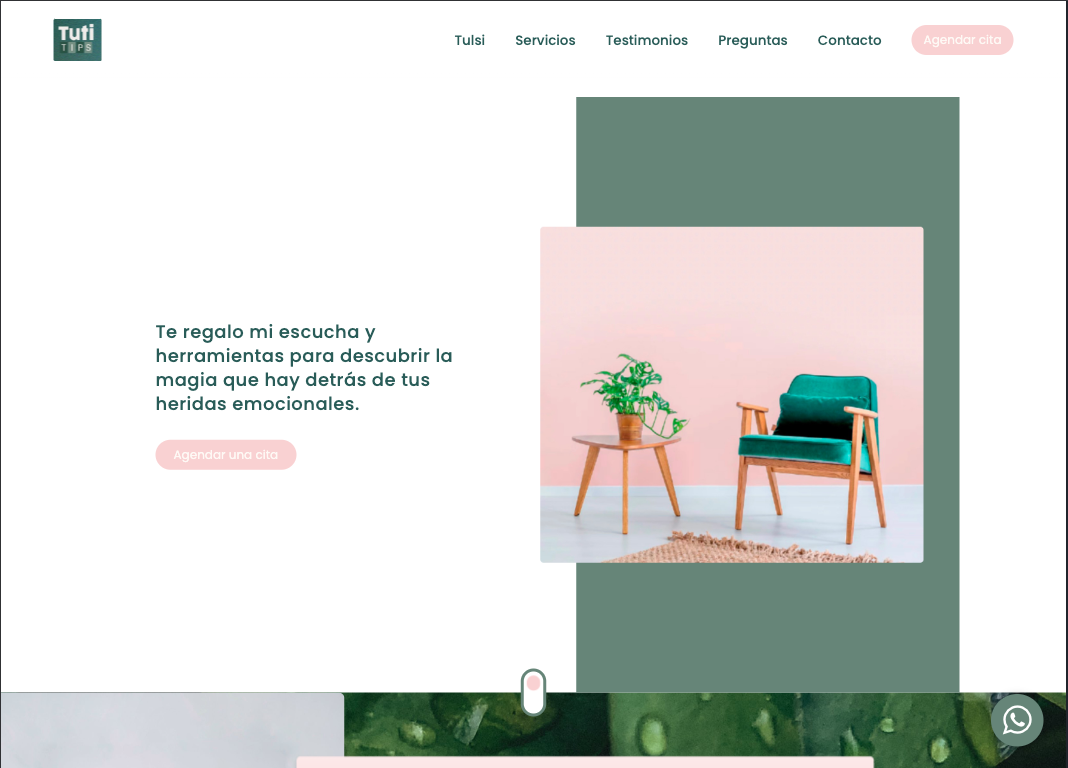 Tuti
TIPS
Tulsi
Servicios
Testimonios
Preguntas
Contacto
Agendar cita
Te regalo mi escucha y
herramientas para descubrir la
magia que hay detrás de tus
heridas emocionales.
Agendar una cita